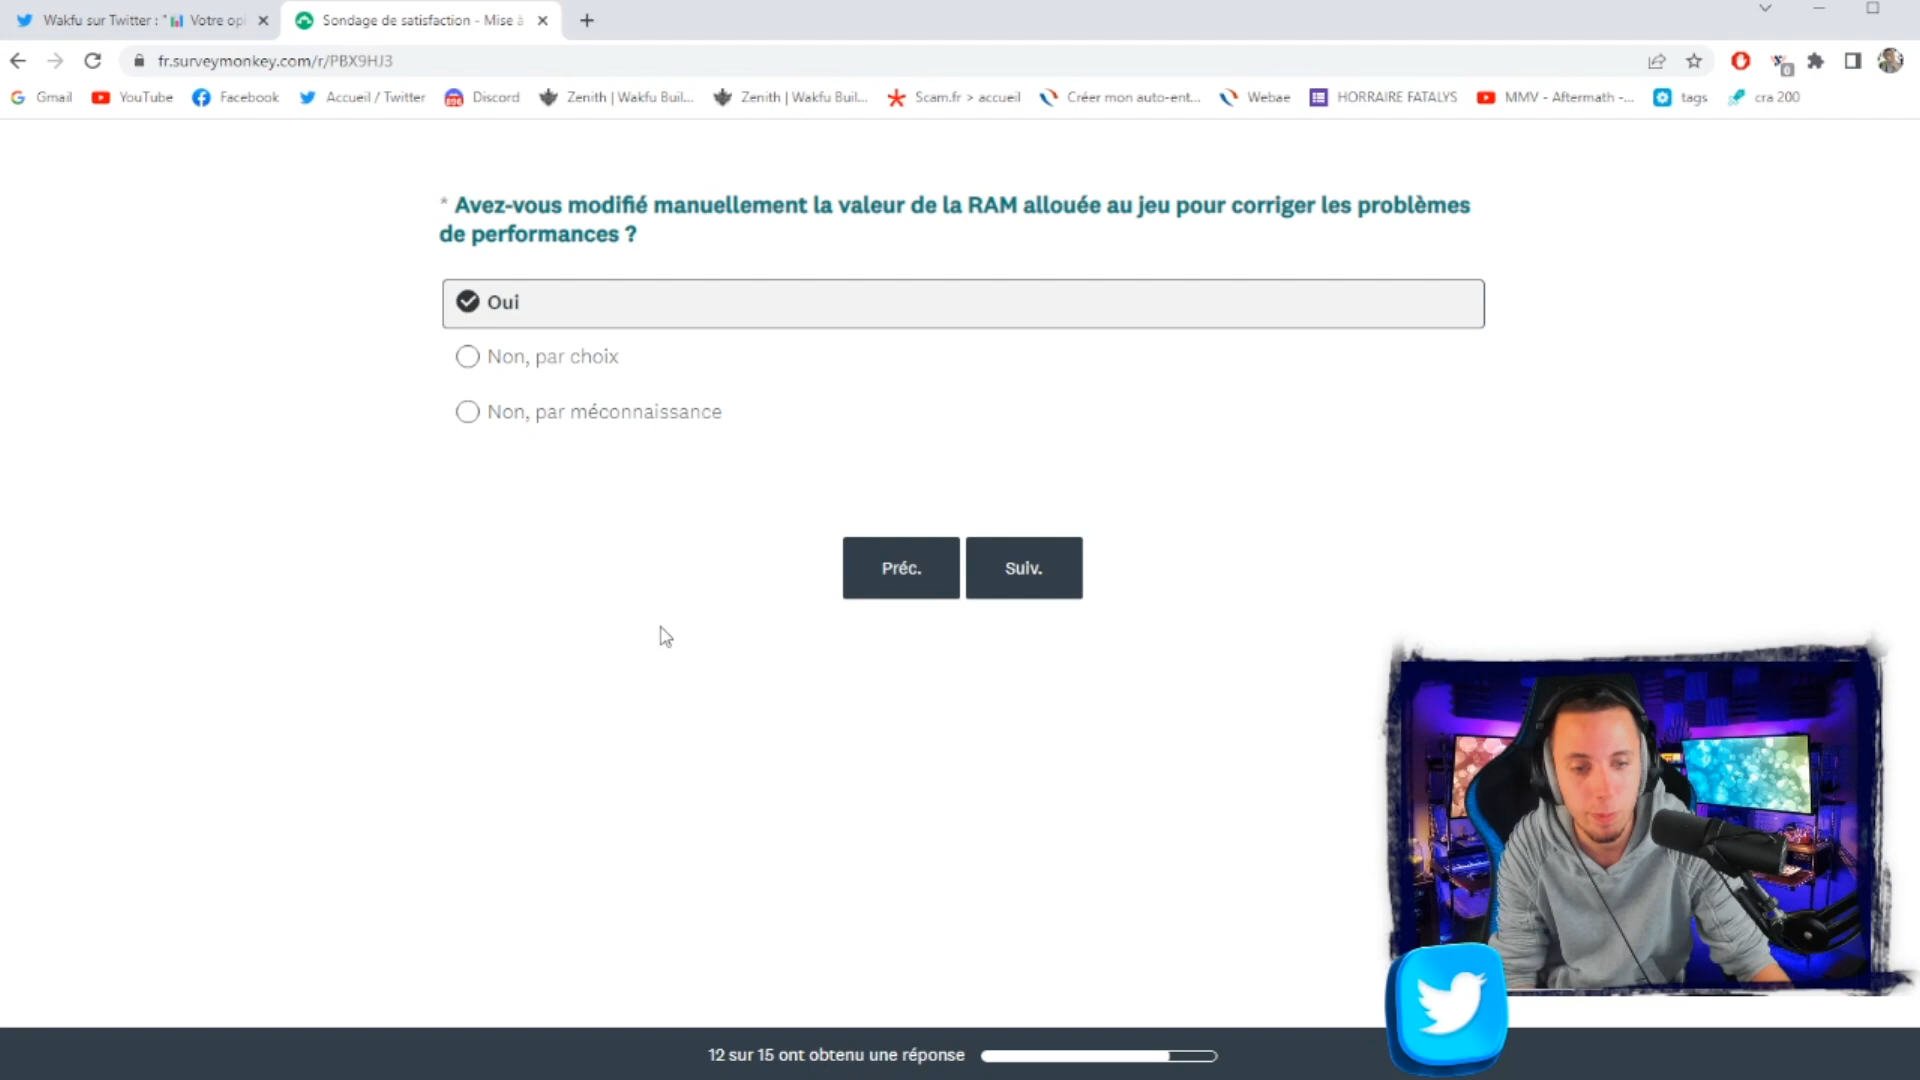 Wakfu sur Twitter : " Votre opi
Sondage de satisfaction - Mise à
fr.surveymonkey.com/r/PBX9HJ3
0
Gmail
YouTube
Facebook
Accueil / Twitter
Discord
Zenith | Wakfu Buil...
Zenith | Wakfu Buil...
Scam.fr > accueil
Créer mon auto-ent...
Webae
HORRAIRE FATALYS
MMV - Aftermath -...
tags
cra 200
* Avez-vous modifié manuellement la valeur de la RAM allouée au jeu pour corriger les problèmes
de performances ?
Oui
Non, par choix
Non, par méconnaissance
Préc.
Suiv.
12 sur 15 ont obtenu une réponse